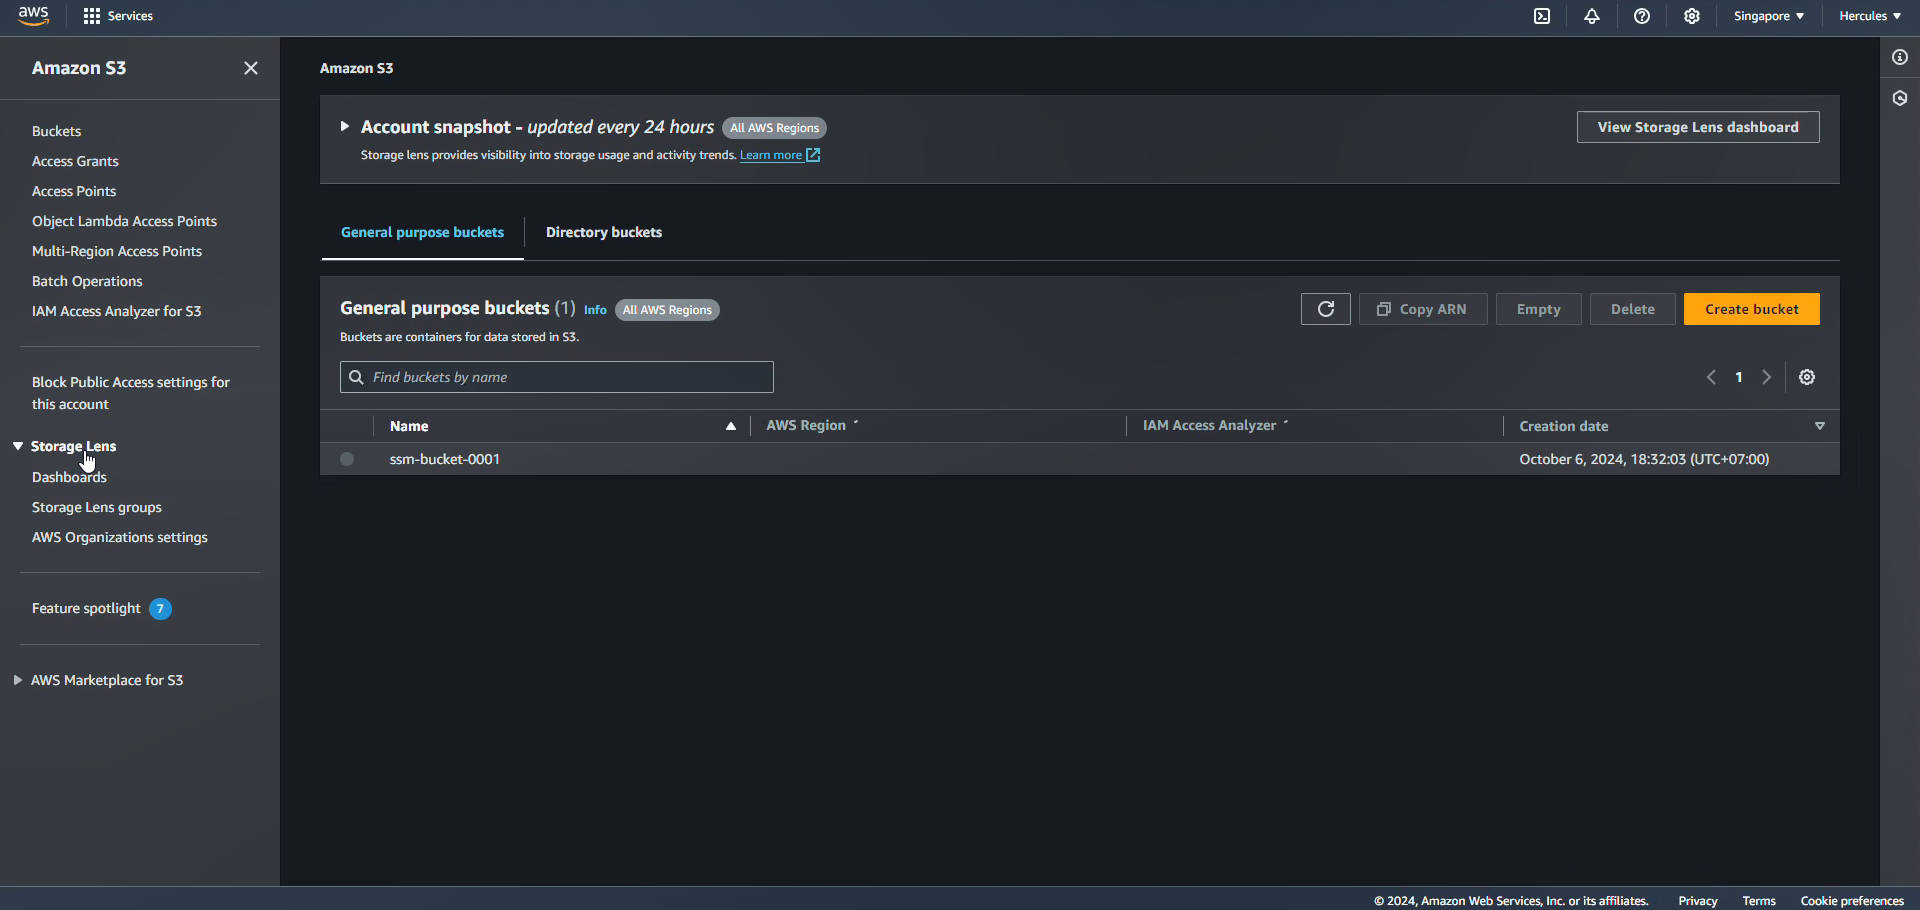 aws
Services
Singapore
Hercules
Amazon S3
Buckets
Access Grants
Access Points
Object Lambda Access Points
Multi-Region Access Points
Batch Operations
IAM Access Analyzer for S3
Block Public Access settings for
this account
Storage Lens
Dashboards
Storage Lens groups
AWS Organizations settings
Feature spotlight 7
AWS Marketplace for S3
Amazon S3
Account snapshot - updated every 24 hours All AWS Regions
View Storage Lens dashboard
Storage lens provides visibility into storage usage and activity trends. Learn more
General purpose buckets
Directory buckets
General purpose buckets (1) Info All AWS Regions
Copy ARN
Empty
Delete
Create bucket
Buckets are containers for data stored in S3.
Find buckets by name
1
Name
AWS Region
IAM Access Analyzer
Creation date
ssm-bucket-0001
October 6, 2024, 18:32:03 (UTC+07:00)
© 2024, Amazon Web Services, Inc. or its affiliates.
Privacy
Terms
Cookie preferences